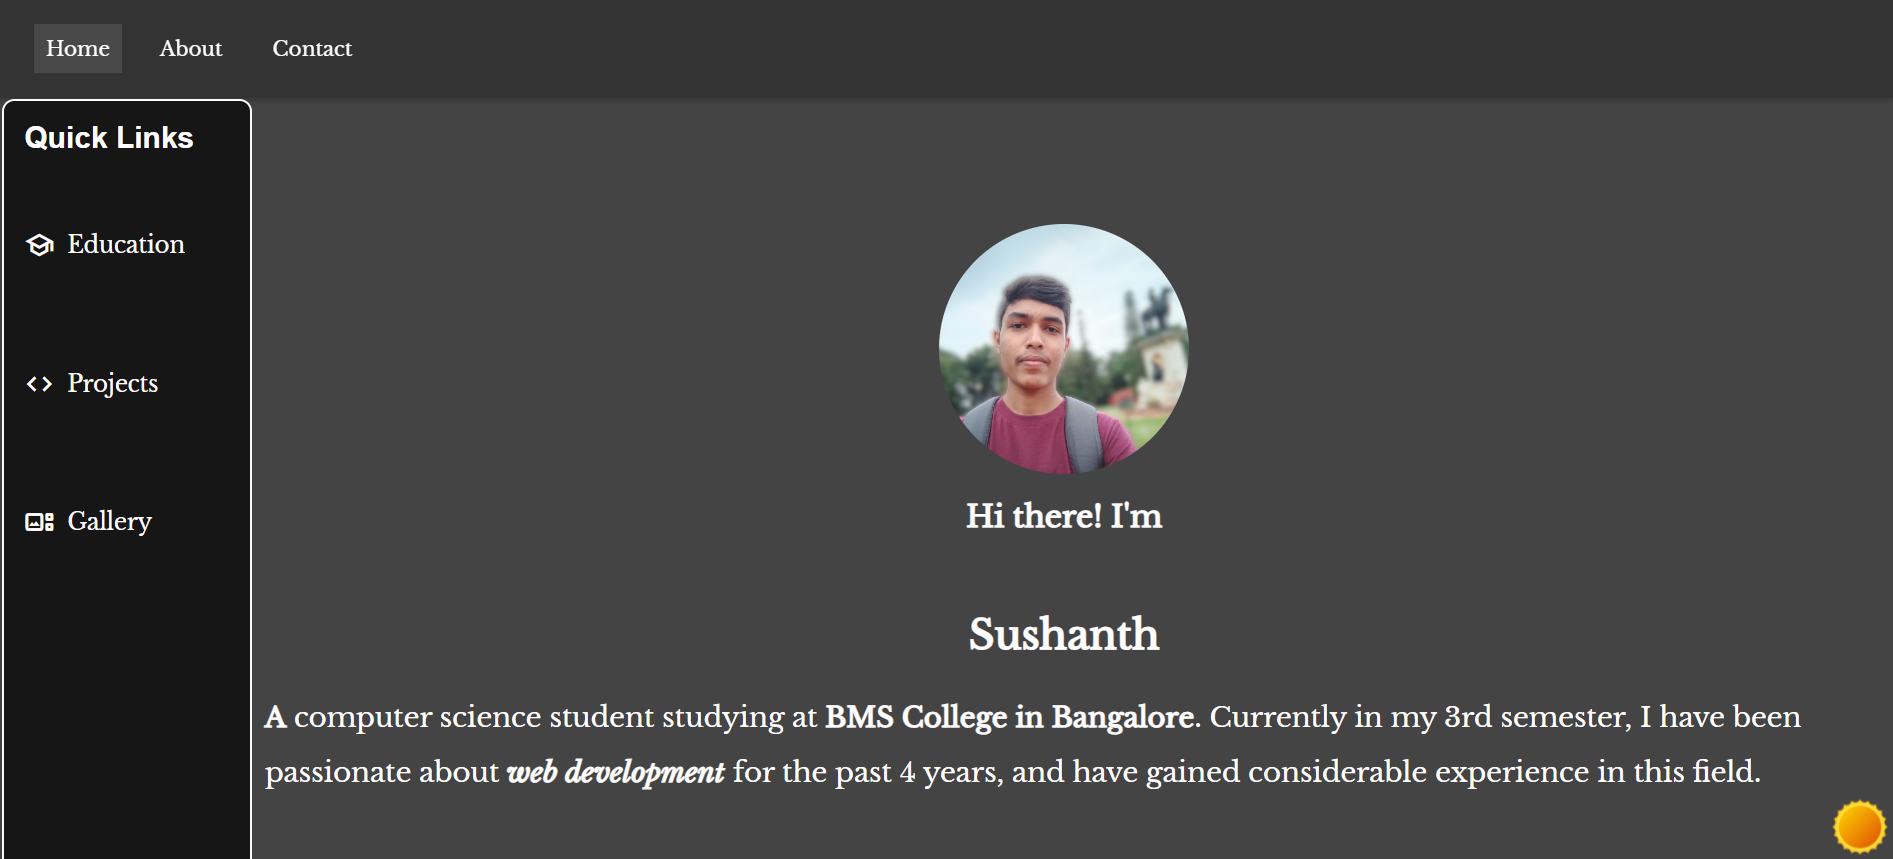 Home About Contact
Quick Links
Education
Projects
Gallery
Hi there! I'm
Sushanth
A computer science student studying at BMS College in Bangalore. Currently in my 3rd semester, I have been
passionate about web development for the past 4 years, and have gained considerable experience in this field.